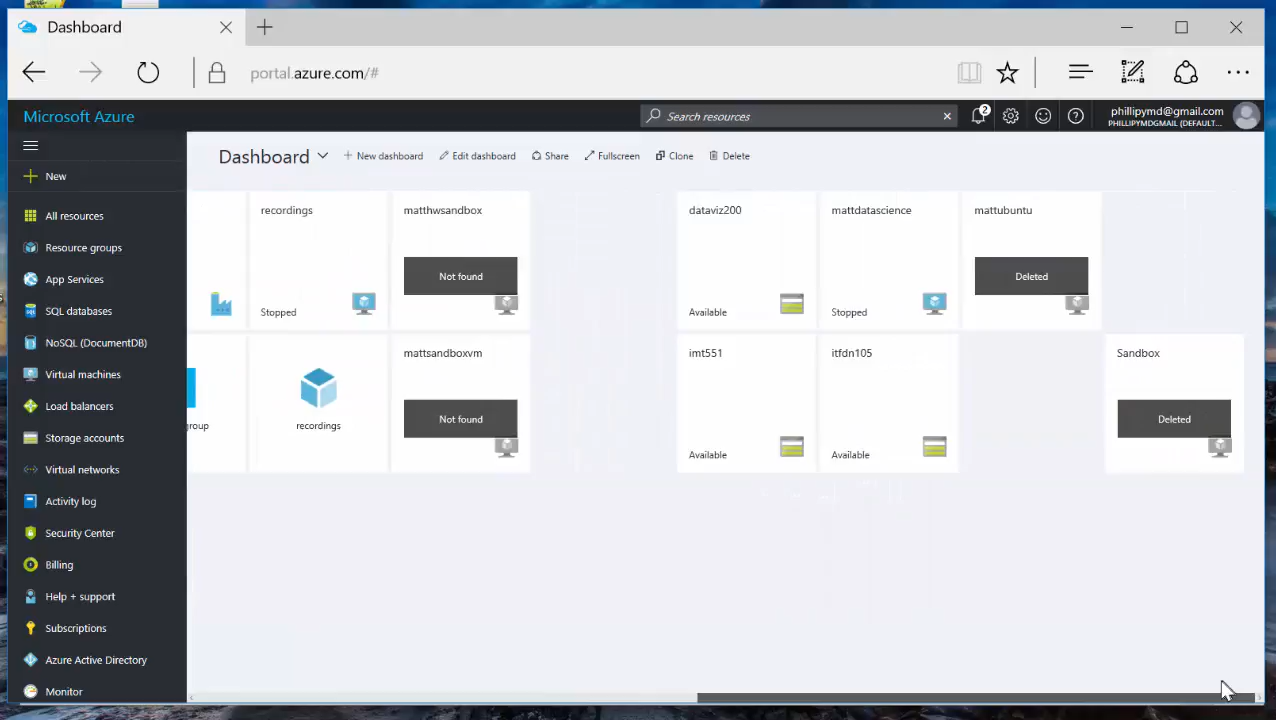 Dashboard
portal.azure.com/#
Microsoft Azure
Search resources
2
phillipymd@gmail.com
PHILLIPYMDGMAIL (DEFAULT...
Dashboard
New dashboard
Edit dashboard
Share
Fullscreen
Clone
Delete
New
All resources
Resource groups
App Services
SQL databases
NoSQL (DocumentDB)
Virtual machines
Load balancers
Storage accounts
Virtual networks
Activity log
Security Center
Billing
Help + support
Subscriptions
Azure Active Directory
Monitor
recordings
Stopped
matthwsandbox
Not found
dataviz200
Available
mattdatascience
Stopped
mattubuntu
Deleted
group
recordings
mattsandboxvm
Not found
imt551
Available
itfdn105
Available
Sandbox
Deleted